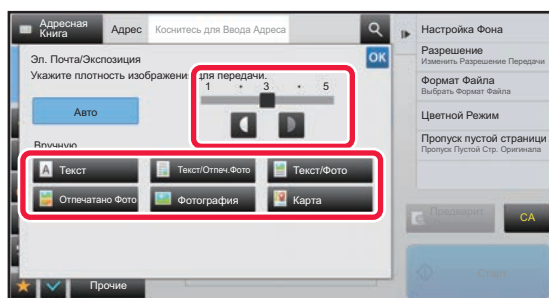 Адресная
Книга
Адрес
Коснитесь для Ввода Адреса
Эл. Почта/Экспозиция
OK
Укажите плотность изображения для передачи.
1 • 3 • 5
Авто
Вручную
A Текст
Текст/Отпеч.Фото
Текст/Фото
Отпечатано Фото
Фотография
Карта
Прочие
Настройка Фона
Разрешение
Изменить Разрешение Передачи
Формат Файла
Выбрать Формат Файла
Цветной Режим
Пропуск пустой страници
Пропуск Пустой Стр. Оригинала
CA
Старт